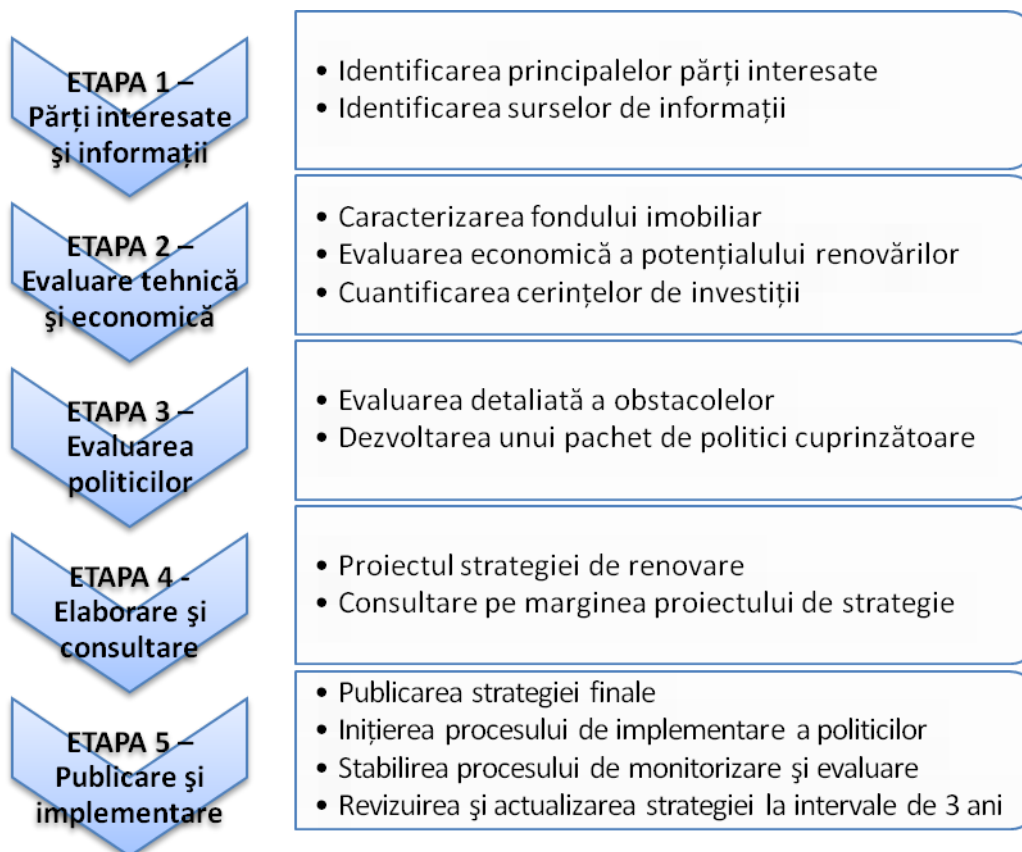 ETAPA 1 –
Părți interesate
şi informații
• Identificarea principalelor părți interesate
• Identificarea surselor de informații
ETAPA 2 –
Evaluare tehnică
şi economică
• Caracterizarea fondului imobiliar
• Evaluarea economică a potențialului renovărilor
• Cuantificarea cerințelor de investiții
ETAPA 3 –
Evaluarea
politicilor
• Evaluarea detaliată a obstacolelor
• Dezvoltarea unui pachet de politici cuprinzătoare
ETAPA 4 -
Elaborare şi
consultare
• Proiectul strategiei de renovare
• Consultare pe marginea proiectului de strategie
ETAPA 5 –
Publicare şi
implementare
• Publicarea strategiei finale
• Inițierea procesului de implementare a politicilor
• Stabilirea procesului de monitorizare şi evaluare
• Revizuirea şi actualizarea strategiei la intervale de 3 ani